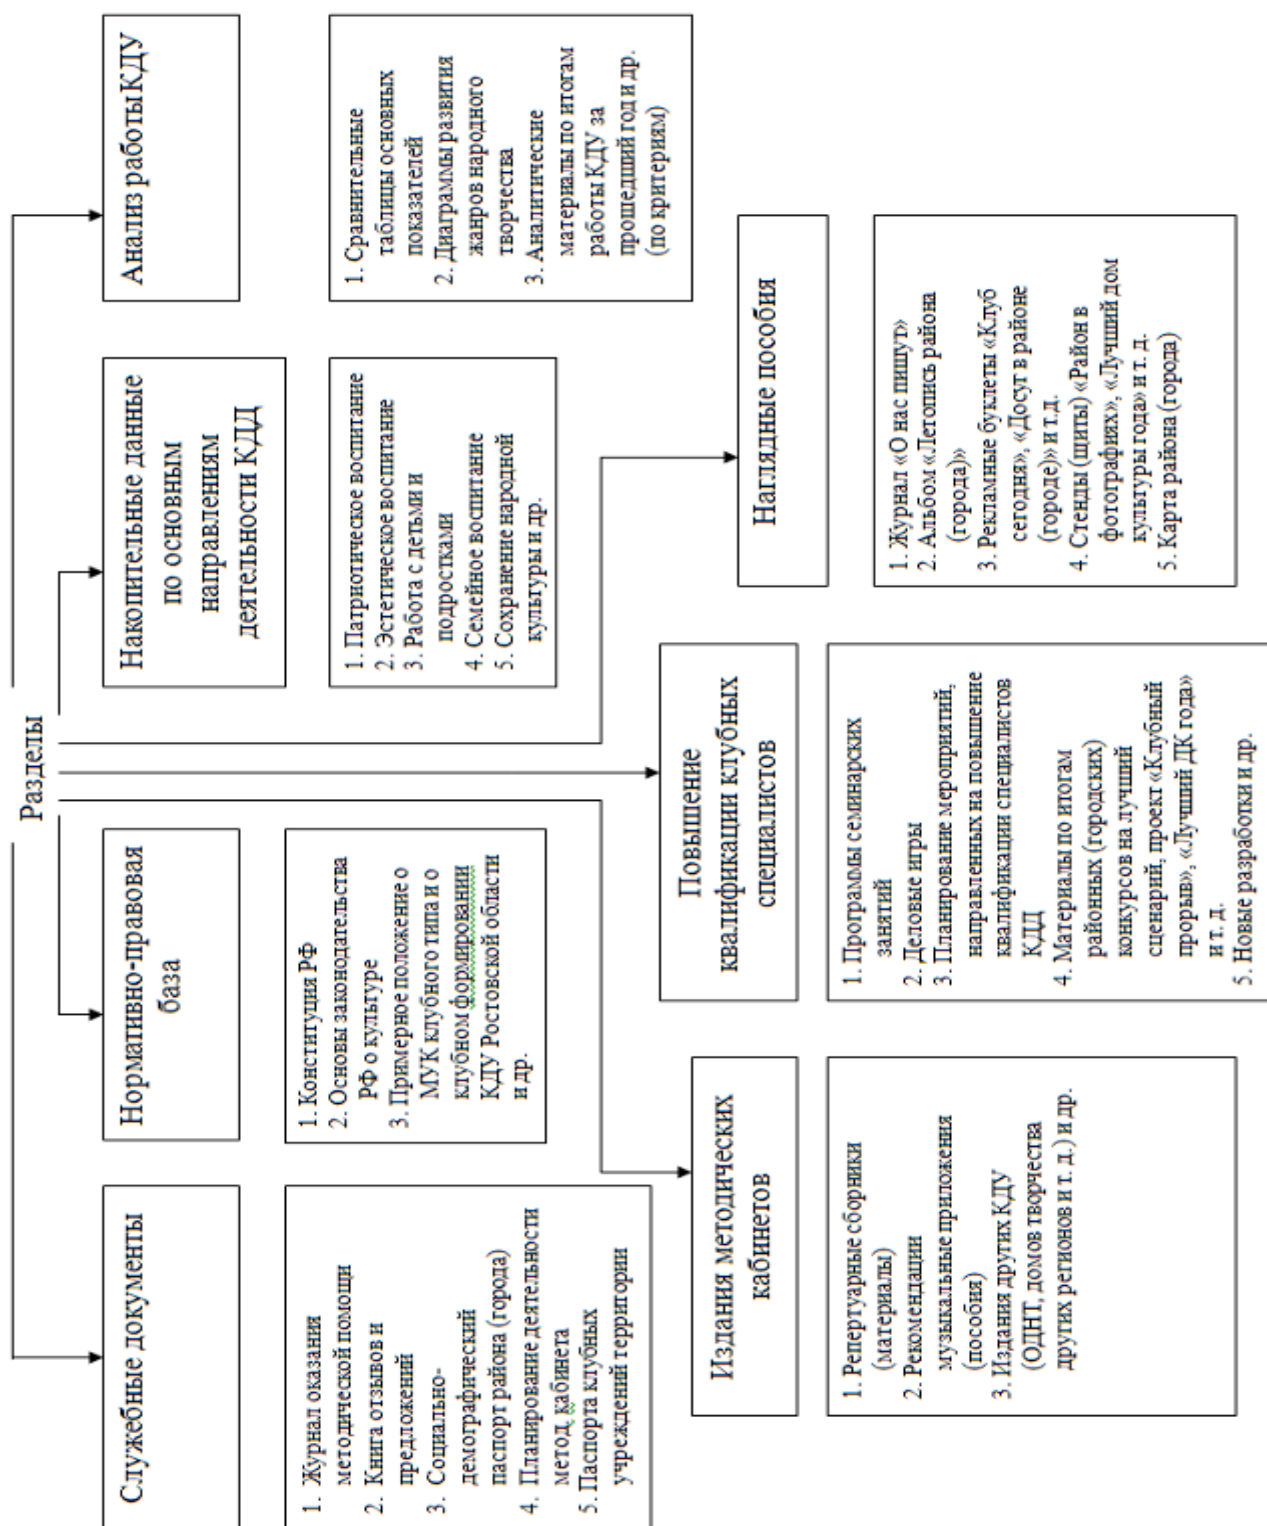 Разделы
Служебные документы
1. Журнал оказания
методической помощи
2. Книга отзывов и
предложений
3. Социально-
демографический
паспорт района (города)
4. Планирование деятельности
метод. кабинета
5. Паспорта клубных
учреждений территории
Нормативно-правовая
база
1. Конституция РФ
2. Основы законодательства
РФ о культуре
3. Примерное положение о
МУК клубного типа и о
клубном формировании
КДУ Ростовской области
и др.
Накопительные данные
по основным
направлениям
деятельности КДД
1. Патриотическое воспитание
2. Эстетическое воспитание
3. Работа с детьми и
подростками
4. Семейное воспитание
5. Сохранение народной
культуры и др.
Анализ работы КДУ
1. Сравнительные
таблицы основных
показателей
2. Диаграммы развития
жанров народного
творчества
3. Аналитические
материалы по итогам
работы КДУ за
прошедший год и др.
(по критериям)
Издания методических
кабинетов
1. Репертуарные сборники
(материалы)
2. Рекомендации
музыкальные приложения
(пособия)
3. Издания других КДУ
(ОДНТ, домов творчества
других регионов и т. д.) и др.
Повышение
квалификации клубных
специалистов
1. Программы семинарских
занятий
2. Деловые игры
3. Планирование мероприятий,
направленных на повышение
квалификации специалистов
КДД
4. Материалы по итогам
районных (городских)
конкурсов на лучший
сценарий, проект «Клубный
прорыв», «Лучший ДК года»
и т. д.
5. Новые разработки и др.
Наглядные пособия
1. Журнал «О нас пишут»
2. Альбом «Летопись района
(города)»
3. Рекламные буклеты «Клуб
сегодня», «Досуг в районе
(городе)» и т.д.
4. Стенды (щиты) «Район в
фотографиях», «Лучший дом
культуры года» и т. д.
5. Карта района (города)